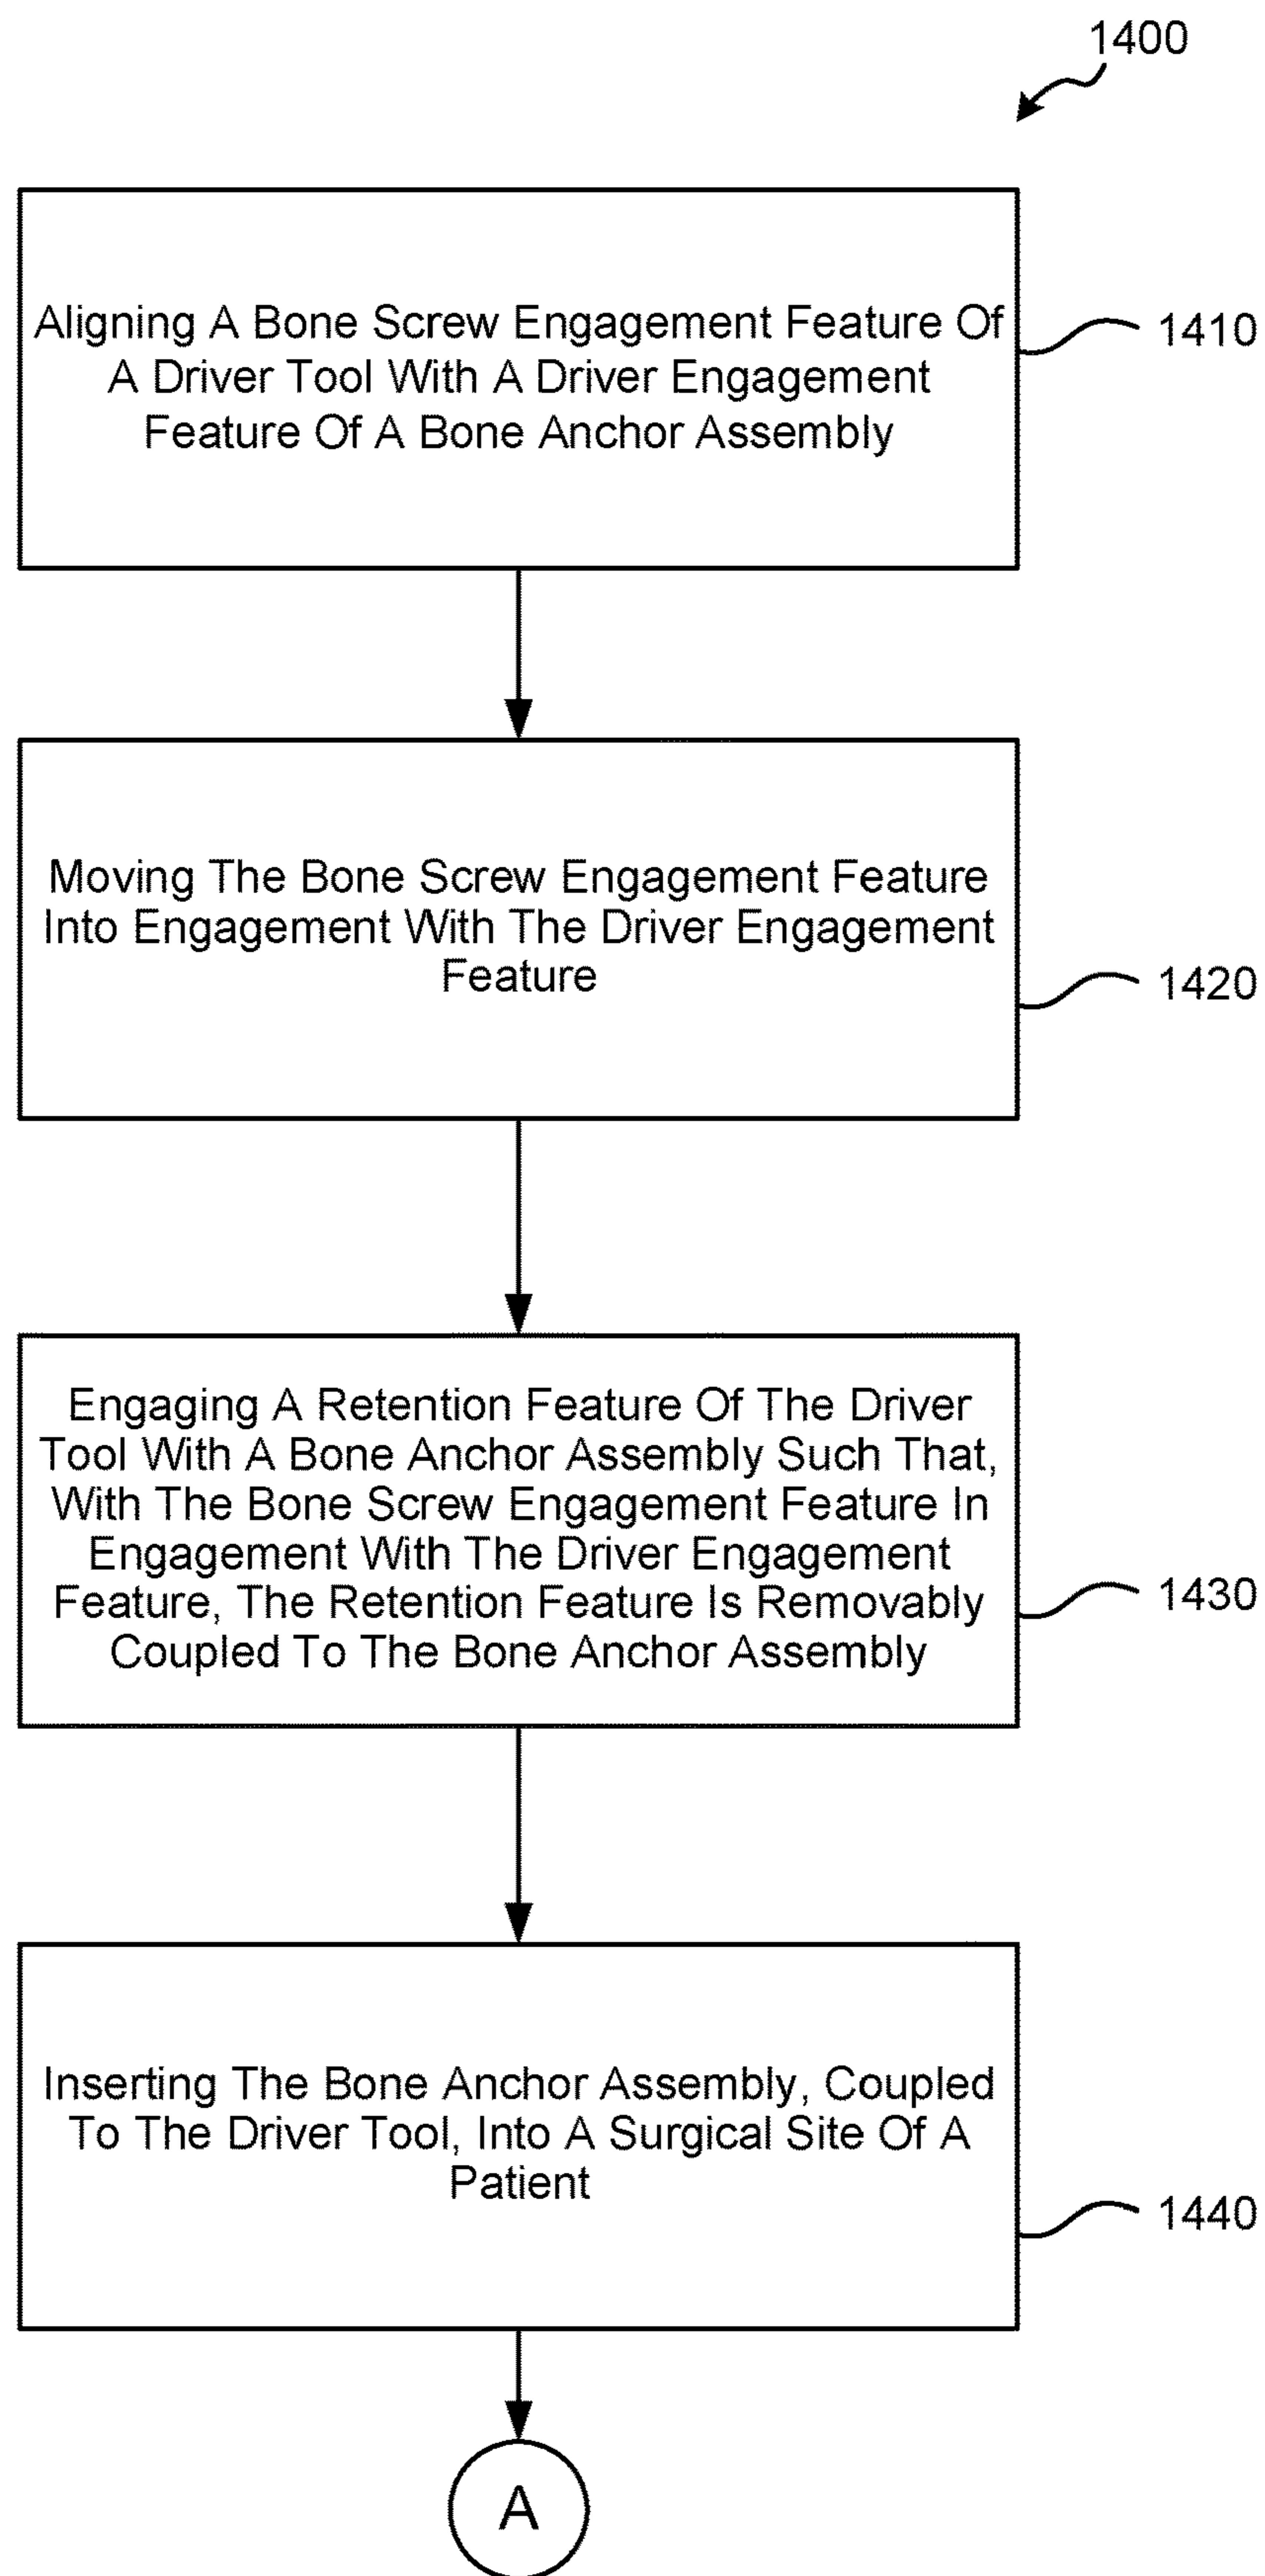 1400
Aligning A Bone Screw Engagement Feature Of
A Driver Tool With A Driver Engagement
Feature Of A Bone Anchor Assembly
1410
Moving The Bone Screw Engagement Feature
Into Engagement With The Driver Engagement
Feature
1420
Engaging A Retention Feature Of The Driver
Tool With A Bone Anchor Assembly Such That,
With The Bone Screw Engagement Feature In
Engagement With The Driver Engagement
Feature, The Retention Feature Is Removably
Coupled To The Bone Anchor Assembly
1430
Inserting The Bone Anchor Assembly, Coupled
To The Driver Tool, Into A Surgical Site Of A
Patient
1440
A